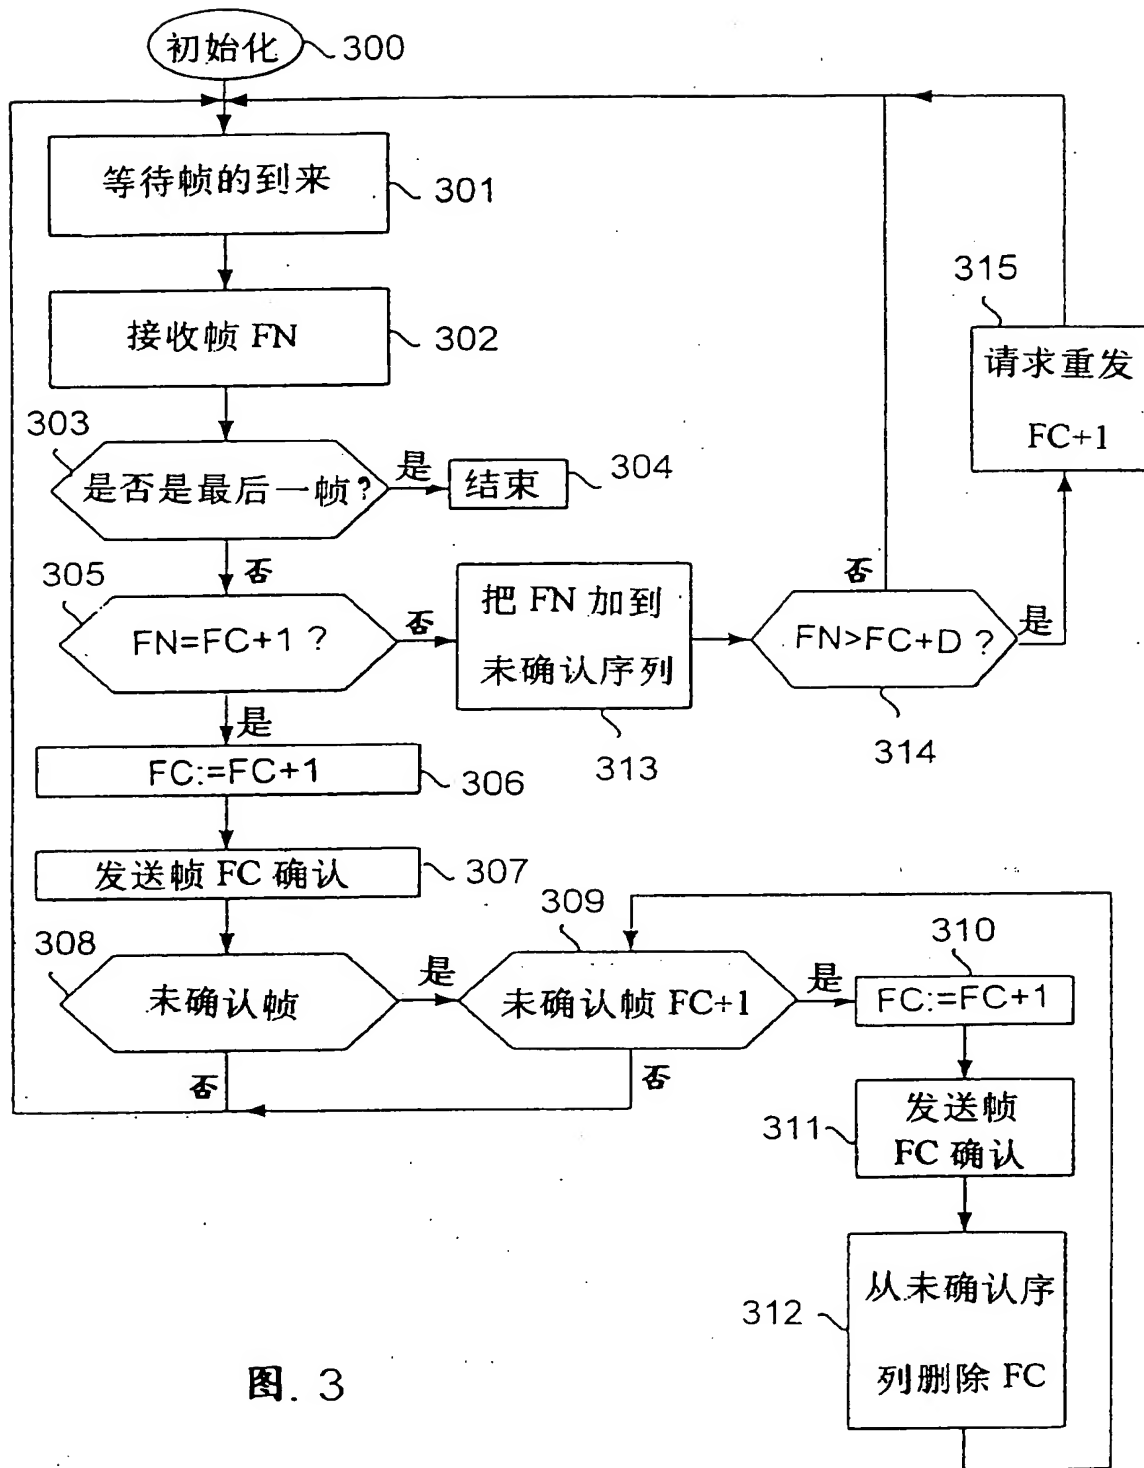 初始化
300
等待帧的到来
301
接收帧 FN
302
303
是否是最后一帧?
是
结束
304
否
305
FN=FC+1?
否
把 FN 加到
未确认序列
313
FN>FC+D?
314
否
是
315
请求重发
FC+1
是
FC:=FC+1
306
发送帧 FC 确认
307
308
未确认帧
是
否
309
未确认帧 FC+1
是
否
310
FC:=FC+1
311
发送帧
FC 确认
312
从未确认序
列删除 FC
图. 3